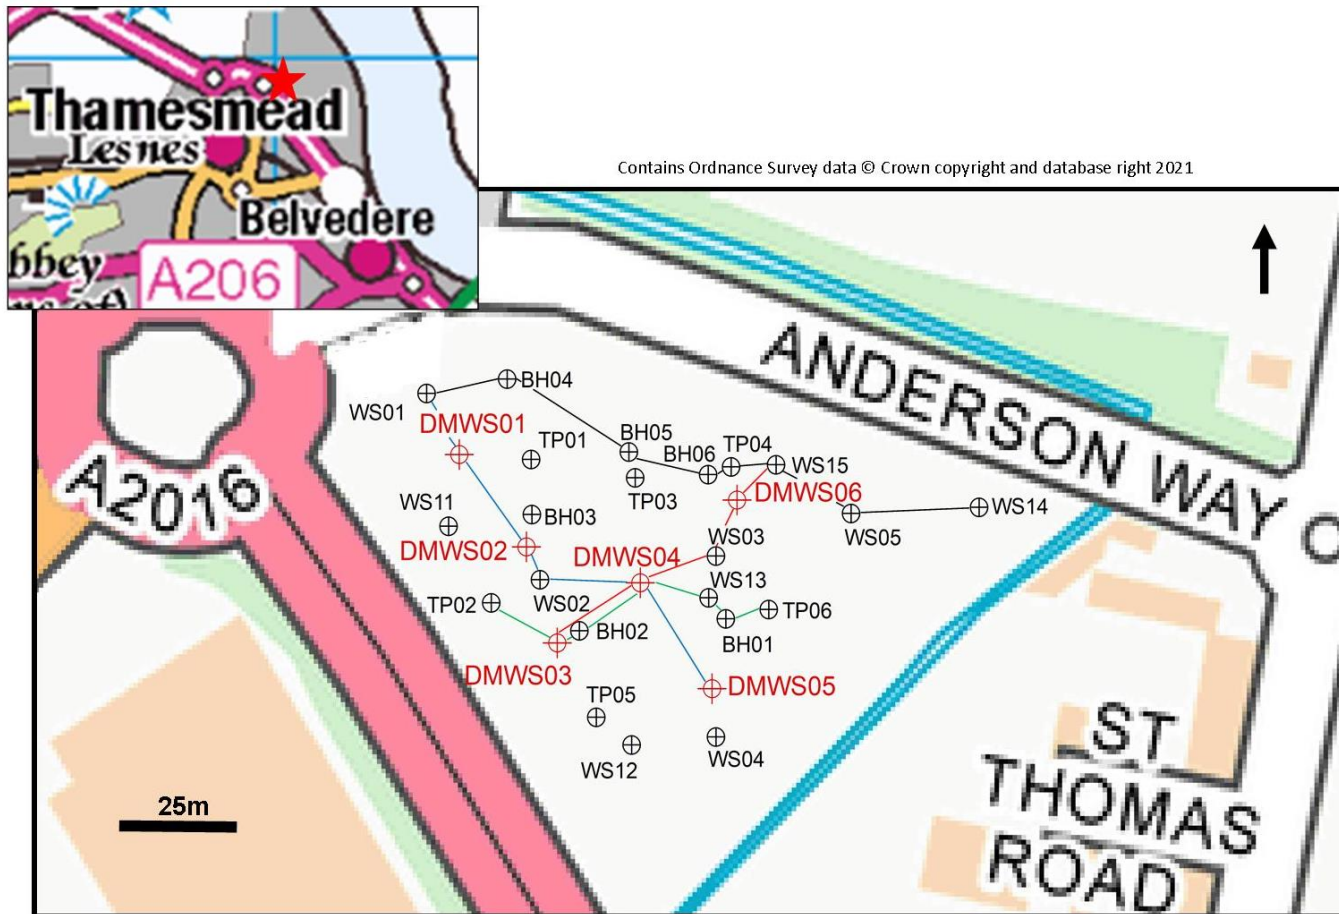 Thamesmead
Lesnes
Belvedere
bbey
A206
Contains Ordnance Survey data © Crown copyright and database right 2021
ANDERSON WAY
A2016
WS01
BH04
DMWS01
TP01
BH05
BH06
TP04
WS15
TP03
DMWS06
WS11
BH03
WS03
WS05
WS14
DMWS02
DMWS04
WS02
WS13
TP02
BH02
TP06
BH01
DMWS03
DMWS05
TP05
WS12
WS04
25m
ST
THOMAS
ROAD